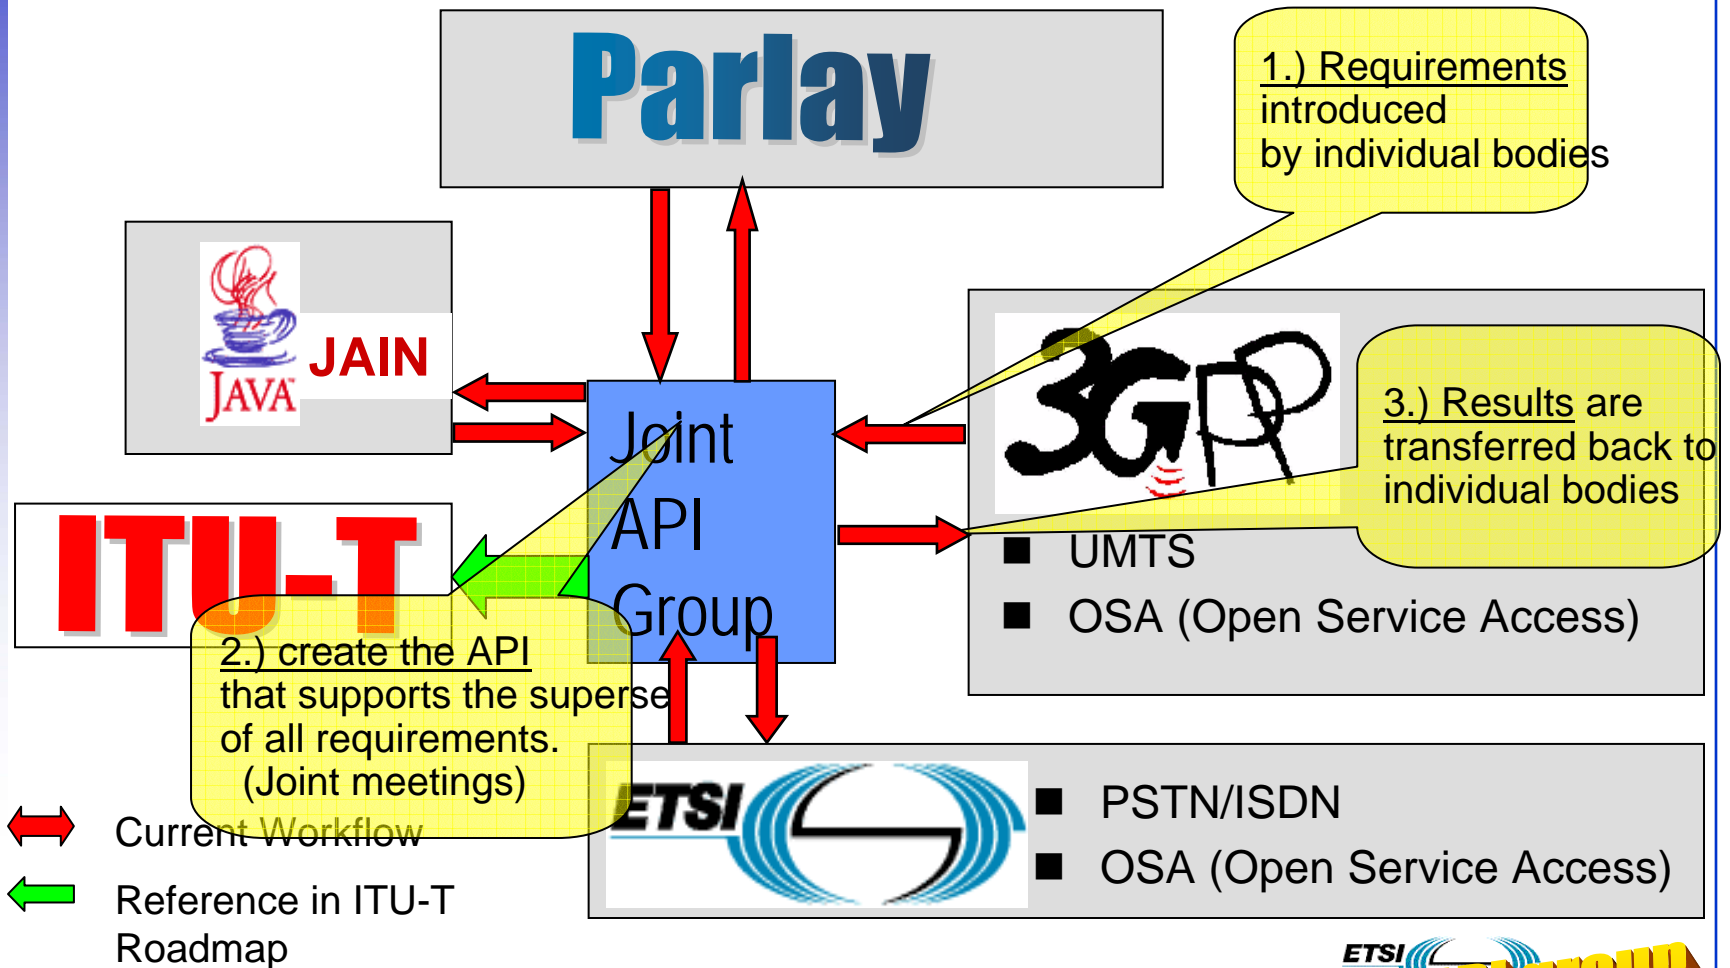 Parlay
1.) Requirements
introduced
by individual bodies
JAVA
JAIN
3GPP
3.) Results are
transferred back to
individual bodies
Joint
API
Group
ITU-T
UMTS
OSA (Open Service Access)
2.) create the API
that supports the superse
of all requirements.
(Joint meetings)
ETSI
PSTN/ISDN
OSA (Open Service Access)
Current Workflow
Reference in ITU-T
Roadmap
ETSI